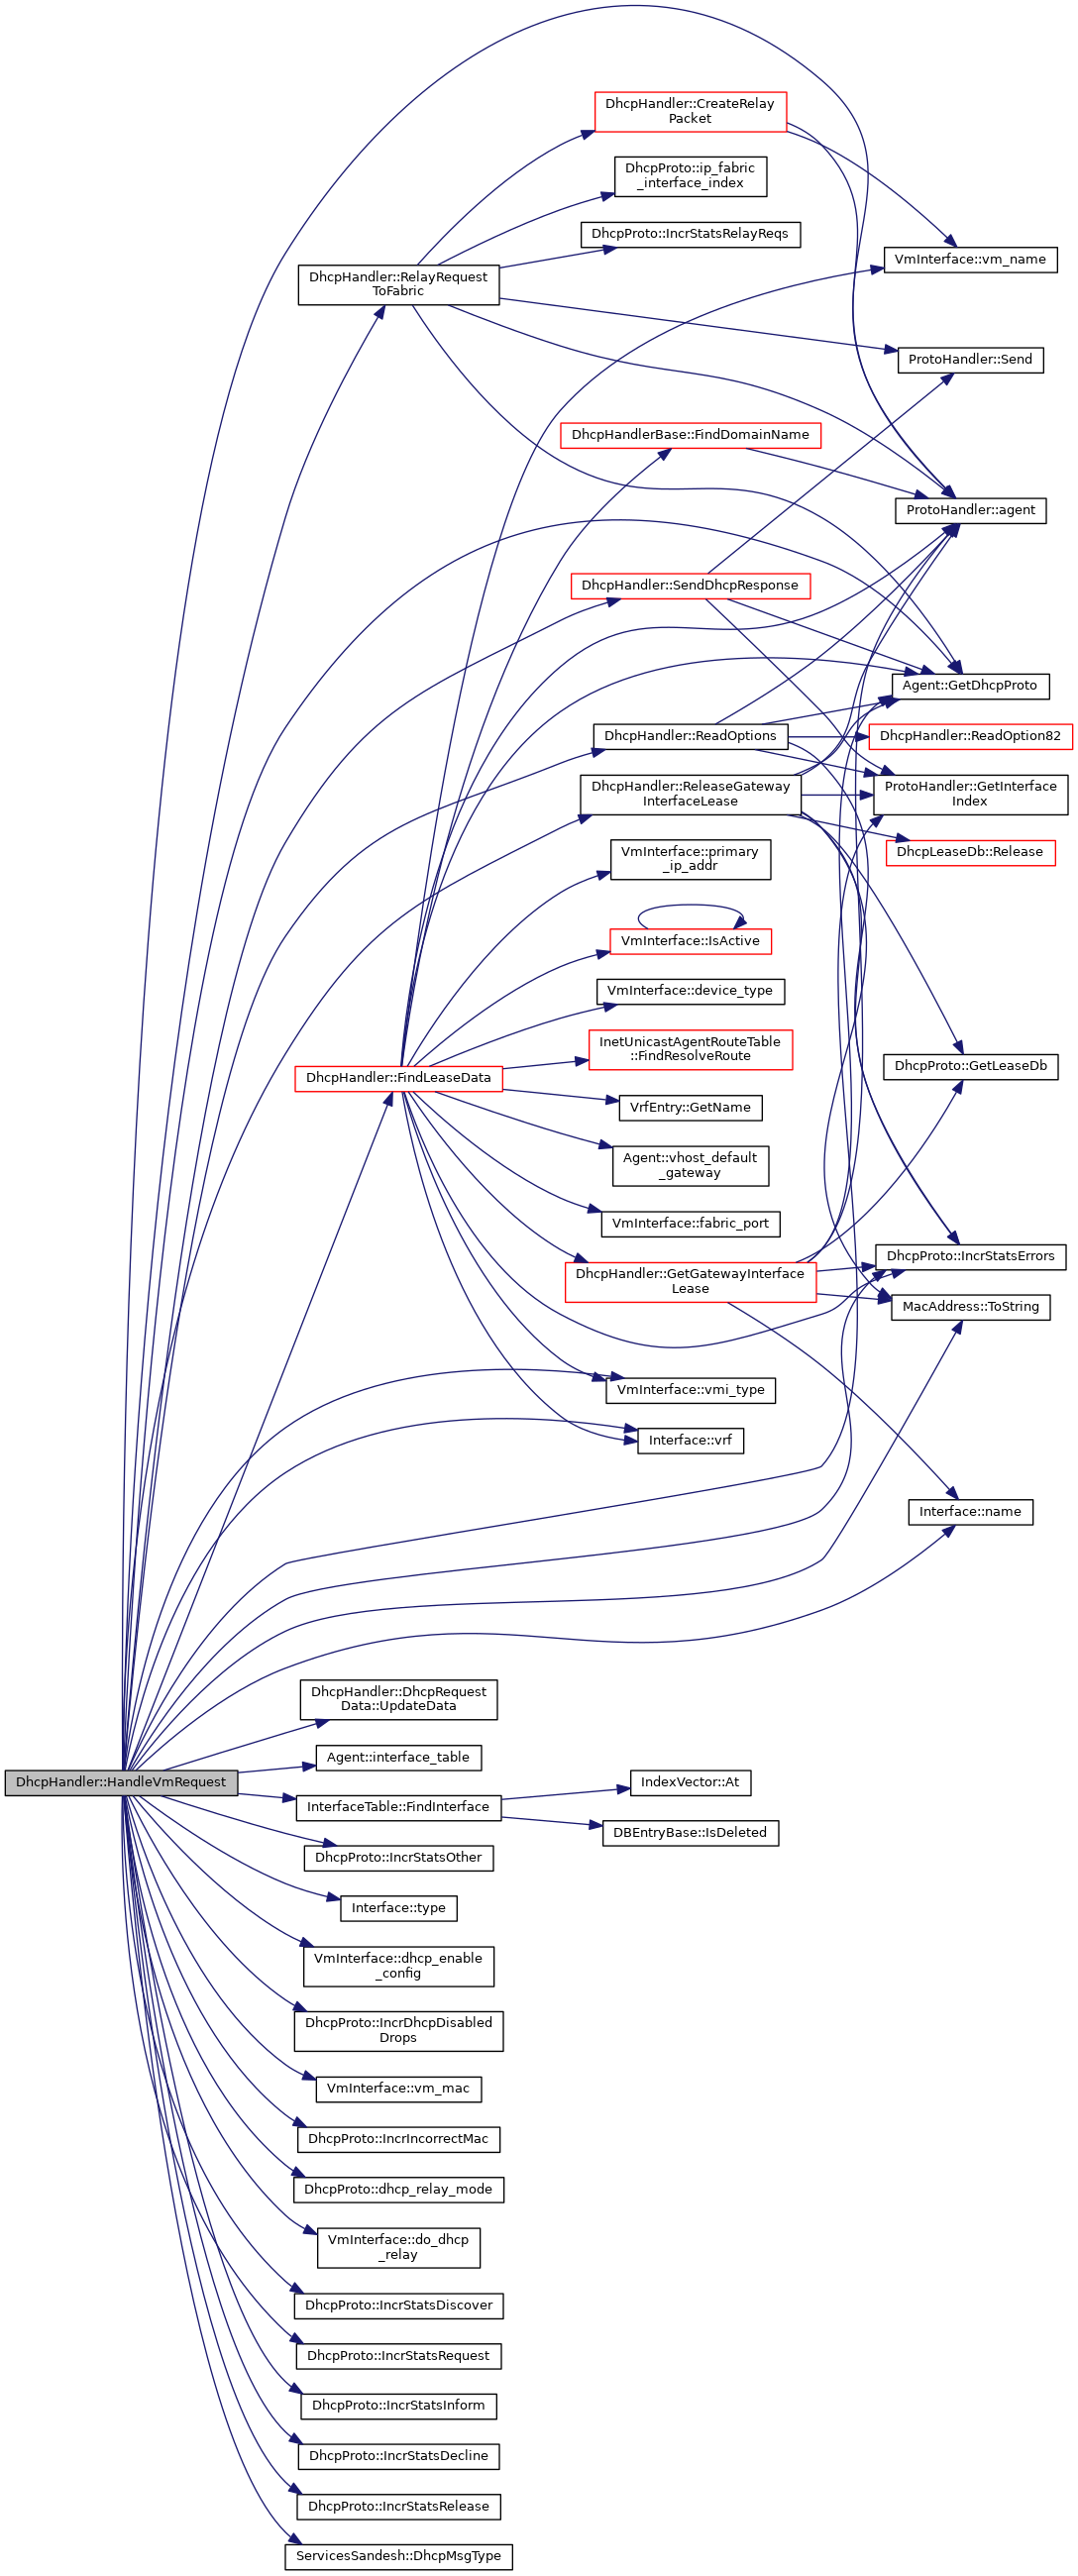 DhcpHandler::CreateRelay
Packet
DhcpProto::ip_fabric
_interface_index
DhcpProto::IncrStatsRelayReqs
VmInterface::vm_name
DhcpHandler::RelayRequest
ToFabric
ProtoHandler::Send
DhcpHandlerBase::FindDomainName
ProtoHandler::agent
DhcpHandler::SendDhcpResponse
Agent::GetDhcpProto
DhcpHandler::ReadOptions
DhcpHandler::ReadOption82
DhcpHandler::ReleaseGateway
InterfaceLease
ProtoHandler::GetInterface
Index
DhcpLeaseDb::Release
VmInterface::primary
_ip_addr
VmInterface::IsActive
VmInterface::device_type
InetUnicastAgentRouteTable
::FindResolveRoute
DhcpProto::GetLeaseDb
DhcpHandler::FindLeaseData
VrfEntry::GetName
Agent::vhost_default
_gateway
VmInterface::fabric_port
DhcpProto::IncrStatsErrors
DhcpHandler::GetGatewayInterface
Lease
MacAddress::ToString
VmInterface::vmi_type
Interface::vrf
Interface::name
DhcpHandler::DhcpRequest
Data::UpdateData
Agent::interface_table
DhcpHandler::HandleVmRequest
IndexVector::At
InterfaceTable::FindInterface
DBEntryBase::IsDeleted
DhcpProto::IncrStatsOther
Interface::type
VmInterface::dhcp_enable
_config
DhcpProto::IncrDhcpDisabled
Drops
VmInterface::vm_mac
DhcpProto::IncrIncorrectMac
DhcpProto::dhcp_relay_mode
VmInterface::do_dhcp
_relay
DhcpProto::IncrStatsDiscover
DhcpProto::IncrStatsRequest
DhcpProto::IncrStatsInform
DhcpProto::IncrStatsDecline
DhcpProto::IncrStatsRelease
ServicesSandesh::DhcpMsgType